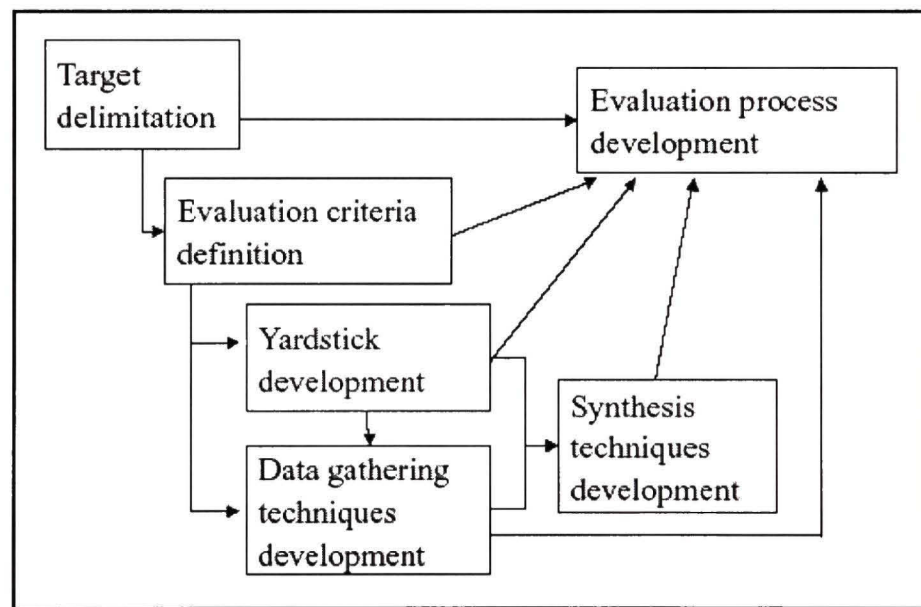 Target
delimitation
Evaluation process
development
Evaluation criteria
definition
Yardstick
development
Synthesis
techniques
development
Data gathering
techniques
development